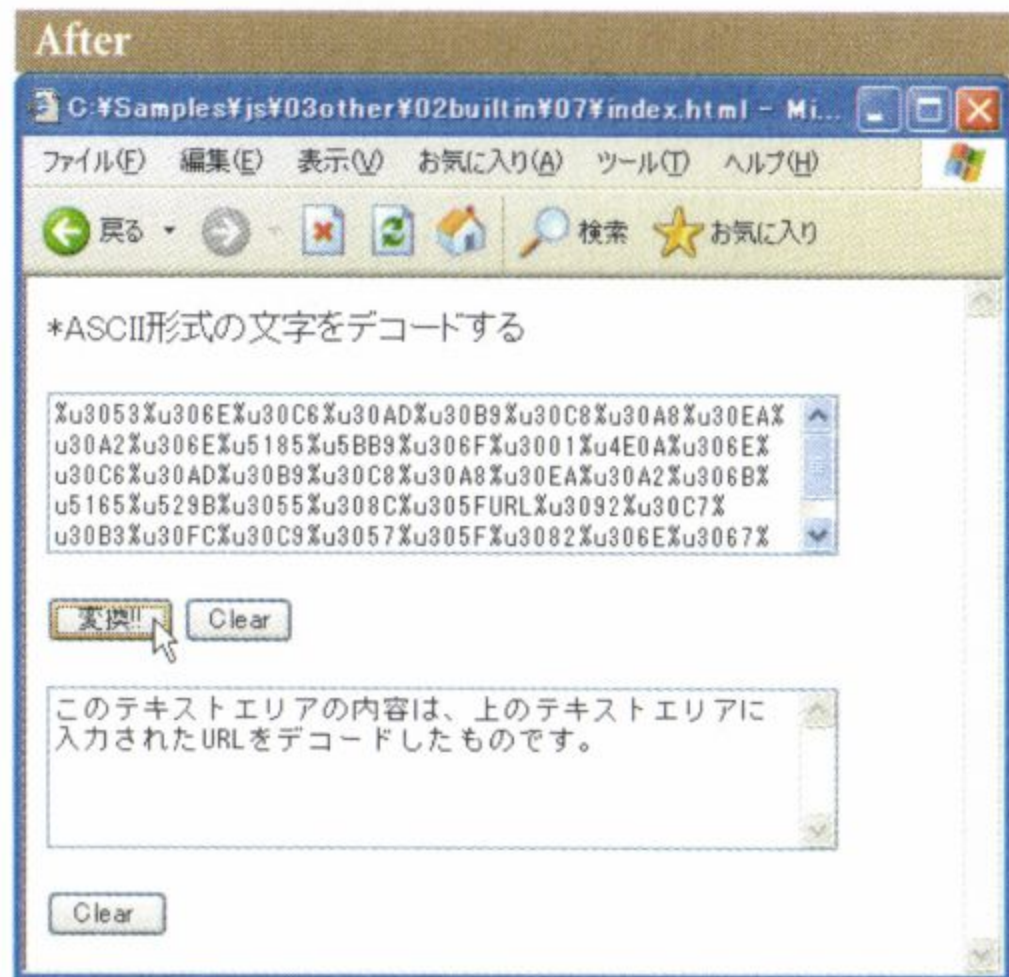 After
C:¥Samples¥js¥03other¥02builtin¥07¥index.html - Mi...
ファイル(F) 編集(E) 表示(V) お気に入り(A) ツール(T) ヘルプ(H)
戻る 検索 お気に入り
*ASCII形式の文字をデコードする
%u3053%u306E%u30C6%u30AD%u30B9%u30C8%u30A8%u30EA%
u30A2%u306E%u5185%u5BB9%u306F%u3001%u4E0A%u306E%
u30C6%u30AD%u30B9%u30C8%u30A8%u30EA%u30A2%u306B%
u5165%u529B%u3055%u308C%u305FURL%u3092%u30C7%
u30B3%u30FC%u30C9%u3057%u305F%u3082%u306E%u3067%
変換!! Clear
このテキストエリアの内容は、上のテキストエリアに
入力されたURLをデコードしたものです。
Clear